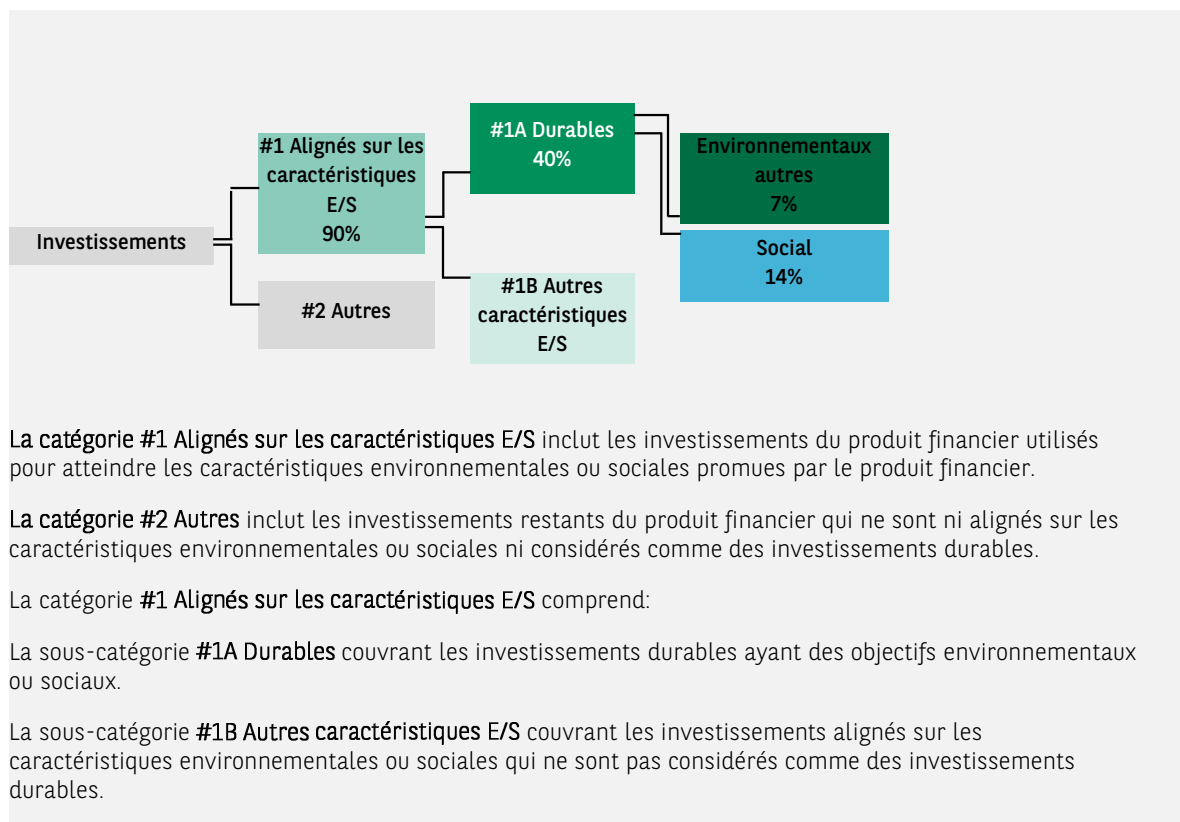 #1A Durables
40%
#1 Alignés sur les
caractéristiques
E/S
90%
Environnementaux
autres
7%
Investissements
Social
14%
#2 Autres
#1B Autres
caractéristiques
E/S
La catégorie #1 Alignés sur les caractéristiques E/S inclut les investissements du produit financier utilisés
pour atteindre les caractéristiques environnementales ou sociales promues par le produit financier.
La catégorie #2 Autres inclut les investissements restants du produit financier qui ne sont ni alignés sur les
caractéristiques environnementales ou sociales ni considérés comme des investissements durables.
La catégorie #1 Alignés sur les caractéristiques E/S comprend:
La sous-catégorie #1A Durables couvrant les investissements durables ayant des objectifs environnementaux
ou sociaux.
La sous-catégorie #1B Autres caractéristiques E/S couvrant les investissements alignés sur les
caractéristiques environnementales ou sociales qui ne sont pas considérés comme des investissements
durables.